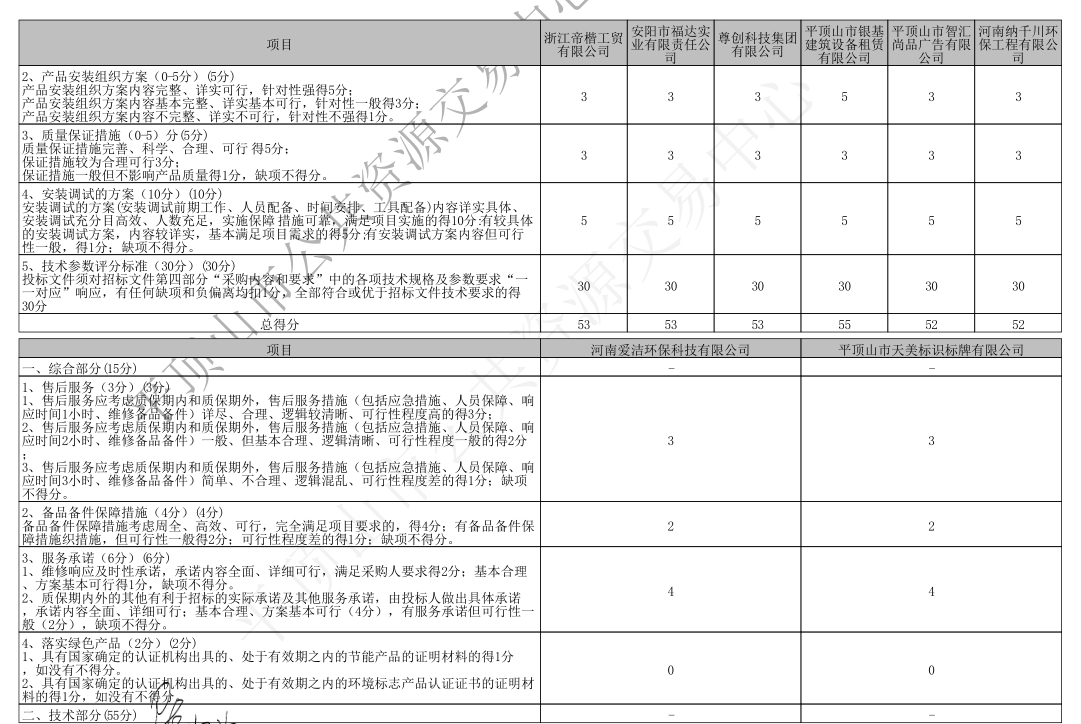 项目
浙江帝楷工贸有限公司
安阳市福达实业有限责任公司
尊创科技集团有限公司
平顶山市银基建筑设备租赁有限公司
平顶山市智汇尚品广告有限公司
河南纳千川环保工程有限公司
2、产品安装组织方案（0-5分）(5分)
产品安装组织方案内容完整、详实可行，针对性强得5分；
产品安装组织方案内容基本完整、详实基本可行，针对性一般得3分；
产品安装组织方案内容不完整、详实不可行，针对性不强得1分。
3 3 3 5 3 3
3、质量保证措施（0-5）分(5分)
质量保证措施完善、科学、合理、可行 得5分；
保证措施较为合理可行3分；
保证措施一般但不影响产品质量得1分，缺项不得分。
3 3 3 3 3 3
4、安装调试的方案（10分）(10分)
安装调试的方案(安装调试前期工作、人员配备、时间安排、工具配备)内容详实具体、
安装调试充分目高效、人数充足，实施保障 措施可靠，满足项目实施的得10分;有较具体
的安装调试方案，内容较详实，基本满足项目需求的得5分;有安装调试方案内容但可行
性一般，得1分；缺项不得分。
5 5 5 5 5 5
5、技术参数评分标准（30分）(30分)
投标文件须对招标文件第四部分“采购内容和要求”中的各项技术规格及参数要求“一
一对应”响应，有任何缺项和负偏离均扣1分，全部符合或优于招标文件技术要求的得
30分
30 30 30 30 30 30
总得分 53 53 53 55 52 52
项目 河南爱洁环保科技有限公司 平顶山市天美标识标牌有限公司
一、综合部分(15分) - -
1、售后服务（3分）(3分)
1、售后服务应考虑质保期内和质保期外，售后服务措施（包括应急措施、人员保障、响
应时间1小时、维修备品备件）详尽、合理、逻辑较清晰、可行性程度高的得3分；
2、售后服务应考虑质保期内和质保期外，售后服务措施（包括应急措施、人员保障、响
应时间2小时、维修备品备件）一般、但基本合理、逻辑清晰、可行性程度一般的得2分
；
3、售后服务应考虑质保期内和质保期外，售后服务措施（包括应急措施、人员保障、响
应时间3小时、维修备品备件）简单、不合理、逻辑混乱、可行性程度差的得1分；缺项
不得分。
3 3
2、备品备件保障措施（4分）(4分)
备品备件保障措施考虑周全、高效、可行，完全满足项目要求的，得4分；有备品备件保
障措施织措施，但可行性一般得2分；可行性程度差的得1分；缺项不得分。
2 2
3、服务承诺（6分）(6分)
1、维修响应及时性承诺，承诺内容全面、详细可行，满足采购人要求得2分；基本合理
、方案基本可行得1分，缺项不得分。
2、质保期内外的其他有利于招标的实际承诺及其他服务承诺，由投标人做出具体承诺
，承诺内容全面、详细可行；基本合理、方案基本可行（4分），有服务承诺但可行性一
般（2分），缺项不得分。
4 4
4、落实绿色产品（2分）(2分)
1、具有国家确定的认证机构出具的、处于有效期之内的节能产品的证明材料的得1分
，如没有不得分。
2、具有国家确定的认证机构出具的、处于有效期之内的环境标志产品认证证书的证明材
料的得1分，如没有不得分。
0 0
二、技术部分(55分) - -
平顶山市公共资源交易中心
平顶山市公共资源交易中心